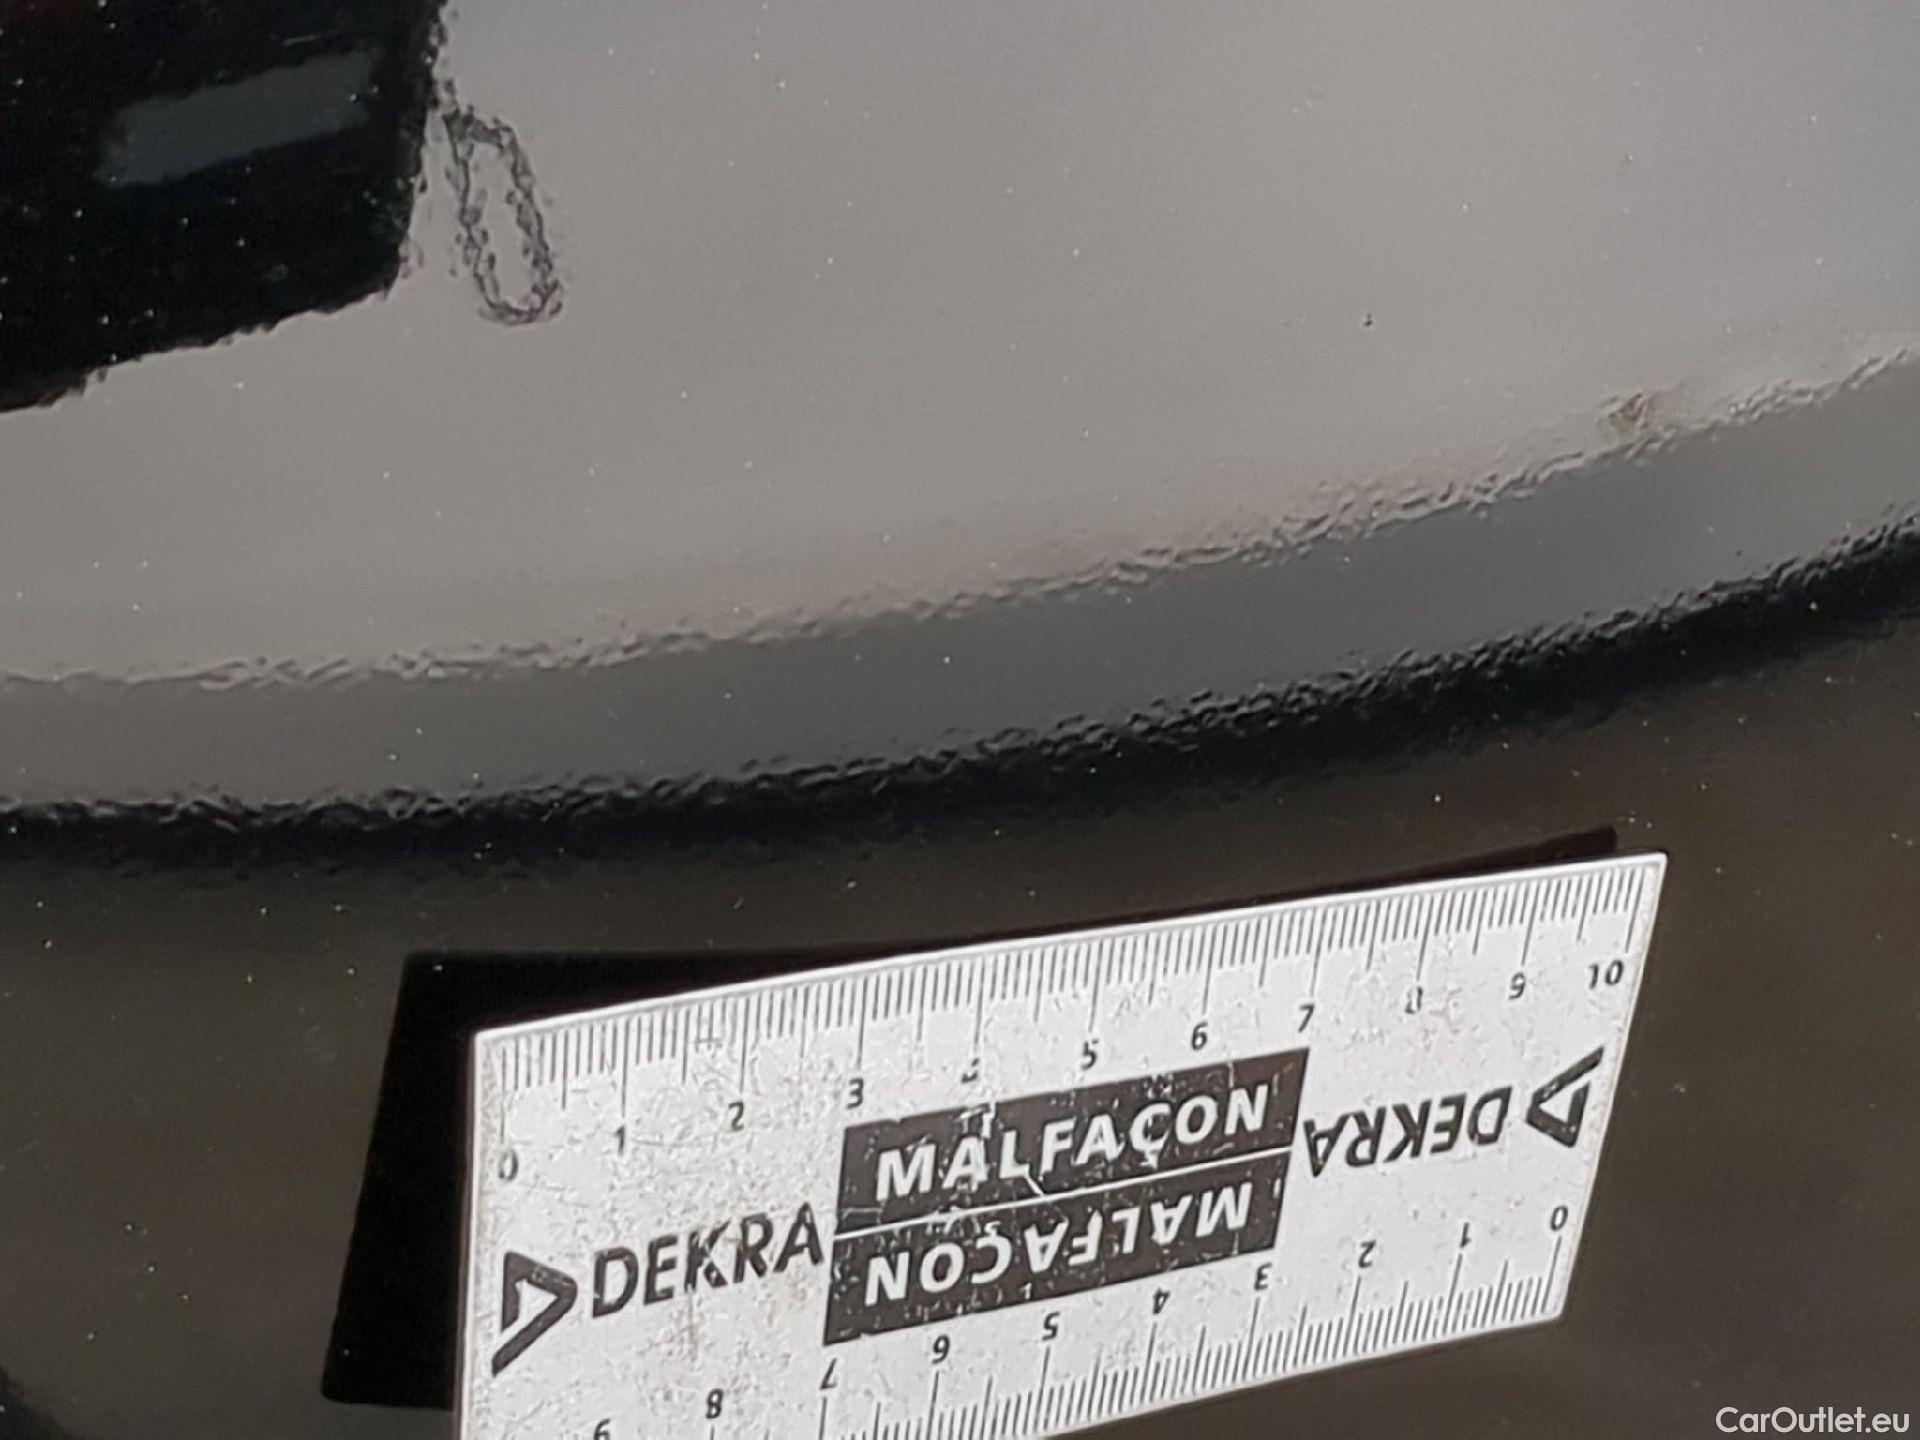 0 1 2 3 4 5 6 7 8 9 10
MALFAÇON
DEKRA
DEKRA
MALFAÇON
0 1 2 3 4 5 6 7 8 9
CarOutlet.eu